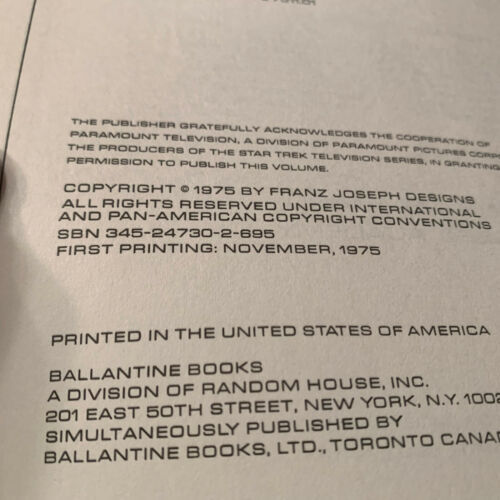 THE PUBLISHER GRATEFULLY ACKNOWLEDGES THE COOPERATION OF
PARAMOUNT TELEVISION, A DIVISION OF PARAMOUNT PICTURES CORP
THE PRODUCERS OF THE STAR TREK TELEVISION SERIES, IN GRANTING
PERMISSION TO PUBLISH THIS VOLUME.
COPYRIGHT © 1975 BY FRANZ JOSEPH DESIGNS
ALL RIGHTS RESERVED UNDER INTERNATIONAL
AND PAN-AMERICAN COPYRIGHT CONVENTIONS
SBN 345-24730-2-695
FIRST PRINTING: NOVEMBER, 1975
PRINTED IN THE UNITED STATES OF AMERICA
BALLANTINE BOOKS
A DIVISION OF RANDOM HOUSE, INC.
201 EAST 50TH STREET, NEW YORK, N.Y. 1002
SIMULTANEOUSLY PUBLISHED BY
BALLANTINE BOOKS, LTD., TORONTO CANA